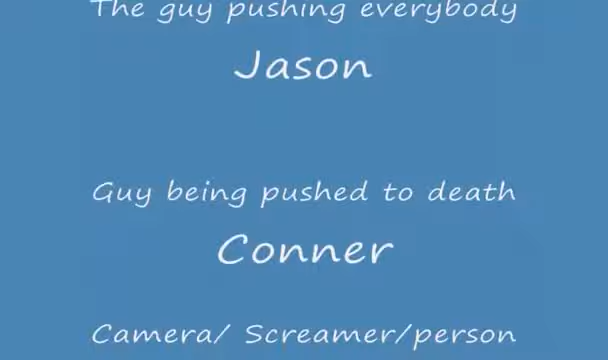 The guy pushing everybody
Jason
Guy being pushed to death
Conner
Camera/ Screamer/person